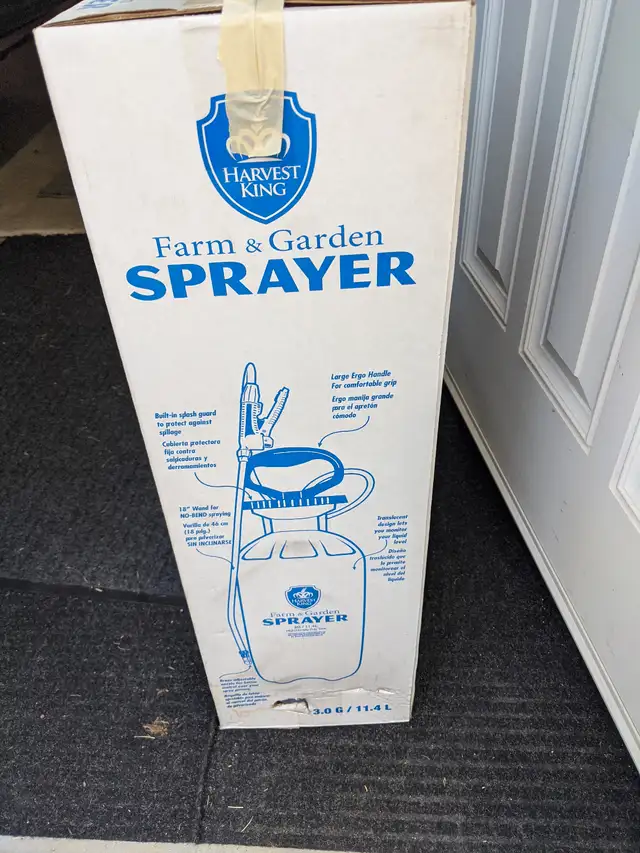 HARVEST
KING
Farm & Garden
SPRAYER
Large Ergo Handle
For comfortable grip
Ergo manija grande
para el apretón
cómodo
Built-in splash guard
to protect against
spillage
Cubierta protectora
fija contra
salpicaduras y
derramamientos
18" Wand for
NO-BEND spraying
Varilla de 46 cm
(18 pulg.)
para pulverizar
SIN INCLINARSE
Translucent
design lets
you monitor
your liquid
level
Diseño
traslucido que
le permite
monitorear el
nivel del
líquido
HARVEST
KING
Farm & Garden
SPRAYER
3.0 G / 11.4 L